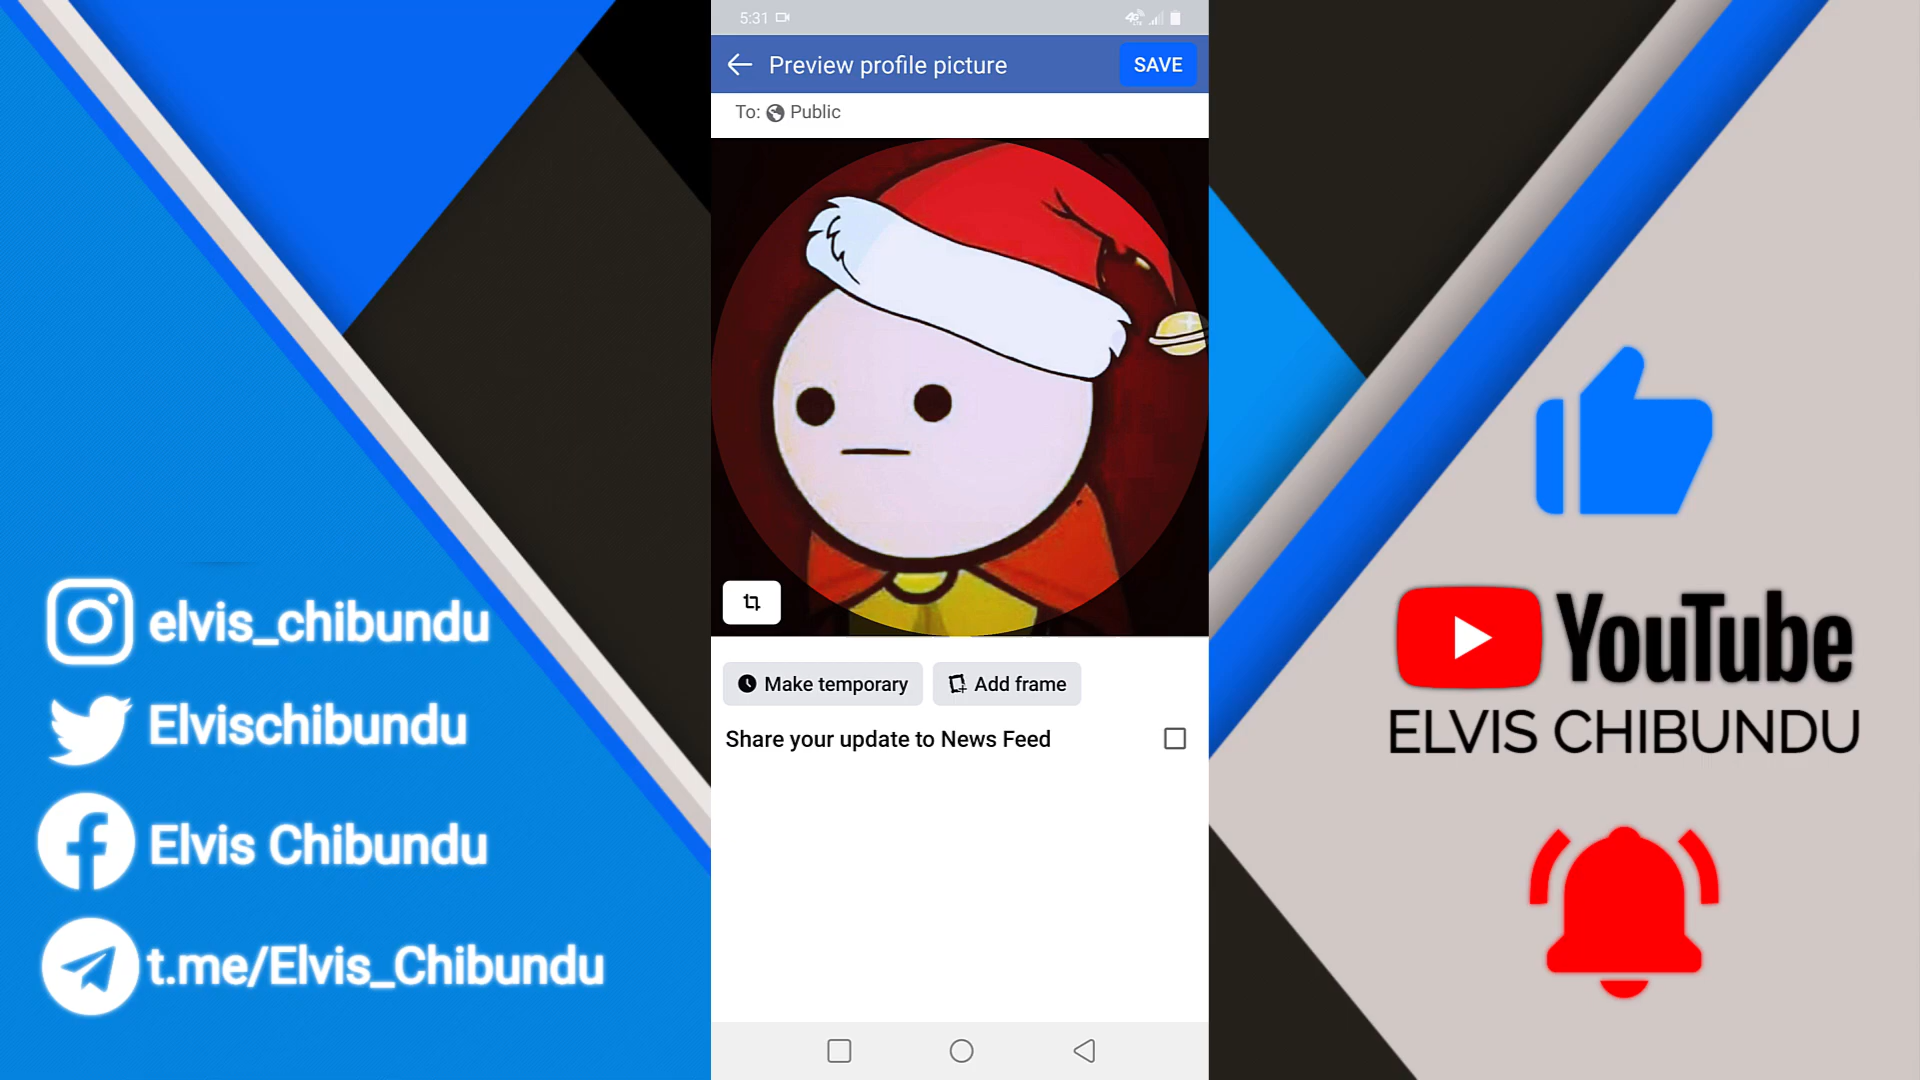 5:31
4G
Preview profile picture
SAVE
To: Public
Make temporary
Add frame
Share your update to News Feed
elvis_chibundu
Elvischibundu
Elvis Chibundu
t.me/Elvis_Chibundu
YouTube
ELVIS CHIBUNDU